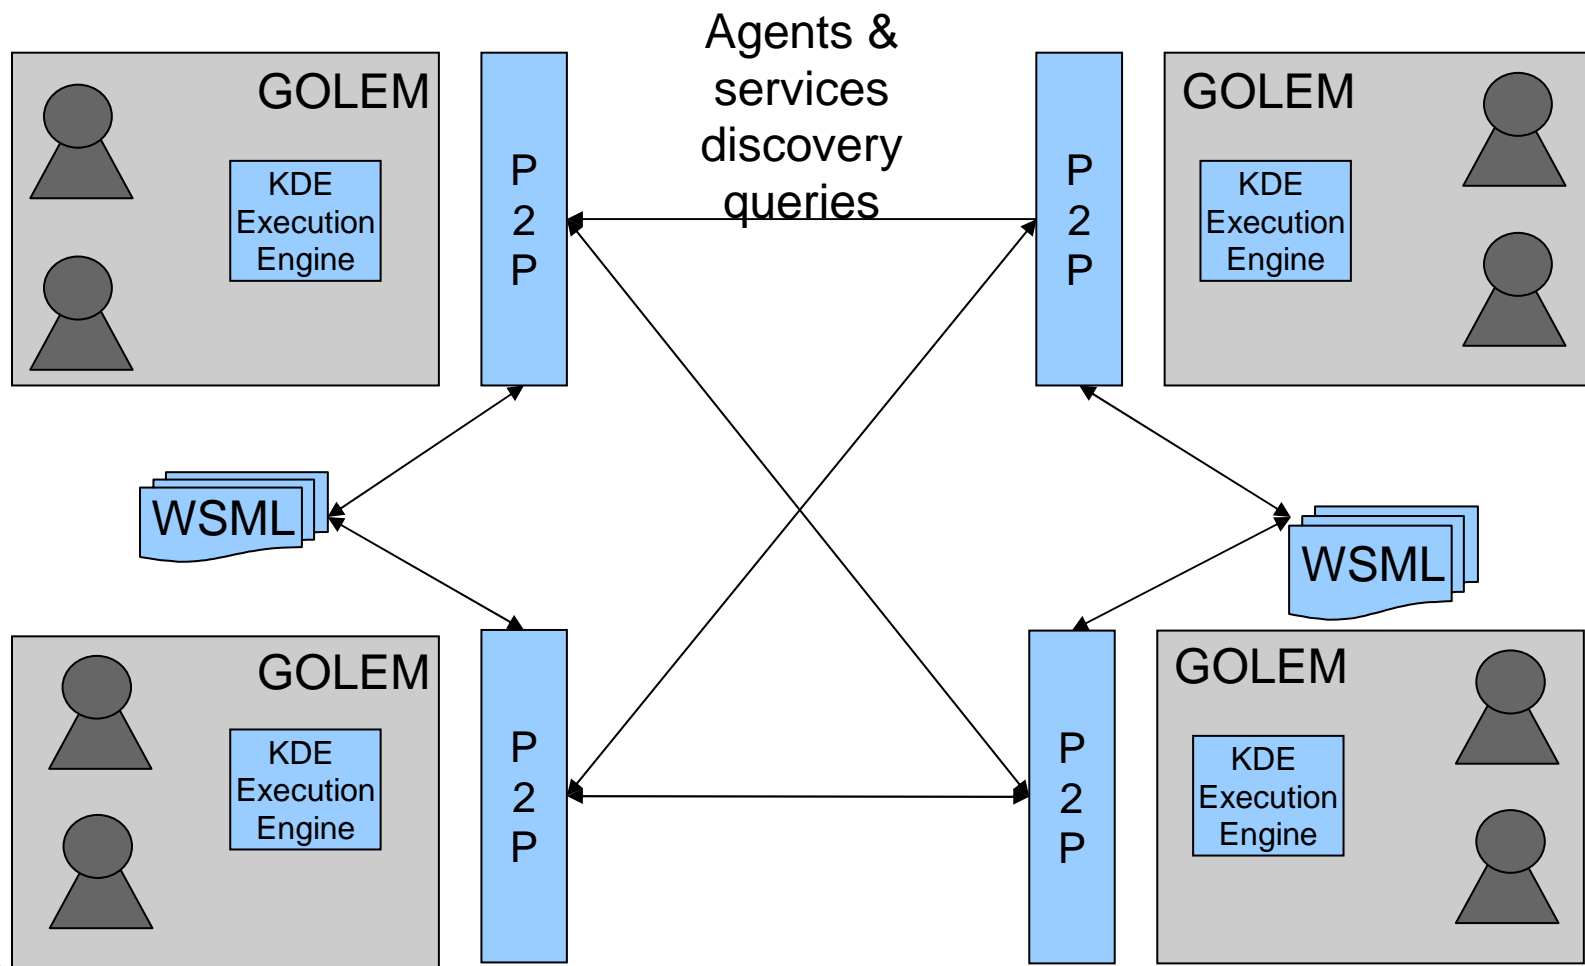 Agents &
services
discovery
queries
GOLEM
KDE
Execution
Engine
P
2
P
P
2
P
GOLEM
KDE
Execution
Engine
WSML
WSML
GOLEM
KDE
Execution
Engine
P
2
P
P
2
P
GOLEM
KDE
Execution
Engine